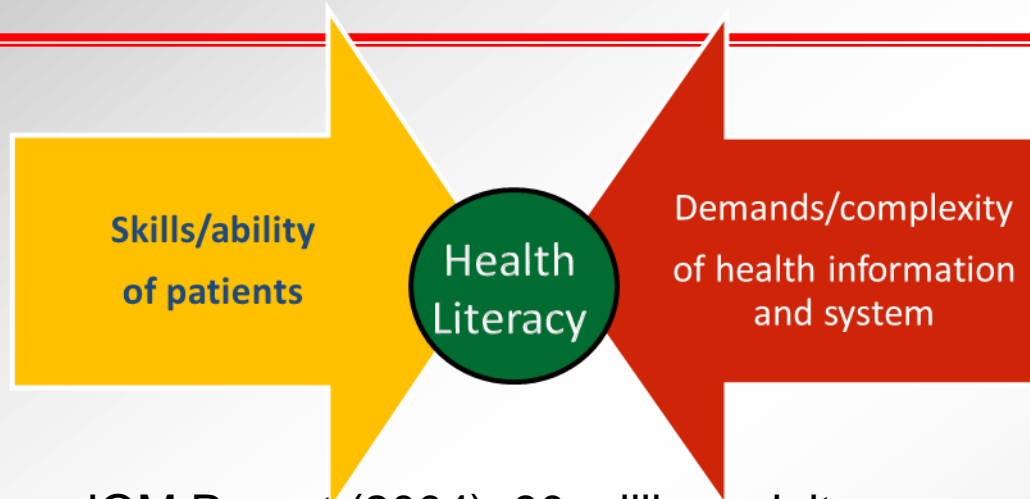 Skills/ability
of patients
Health
Literacy
Demands/complexity
of health information
and system